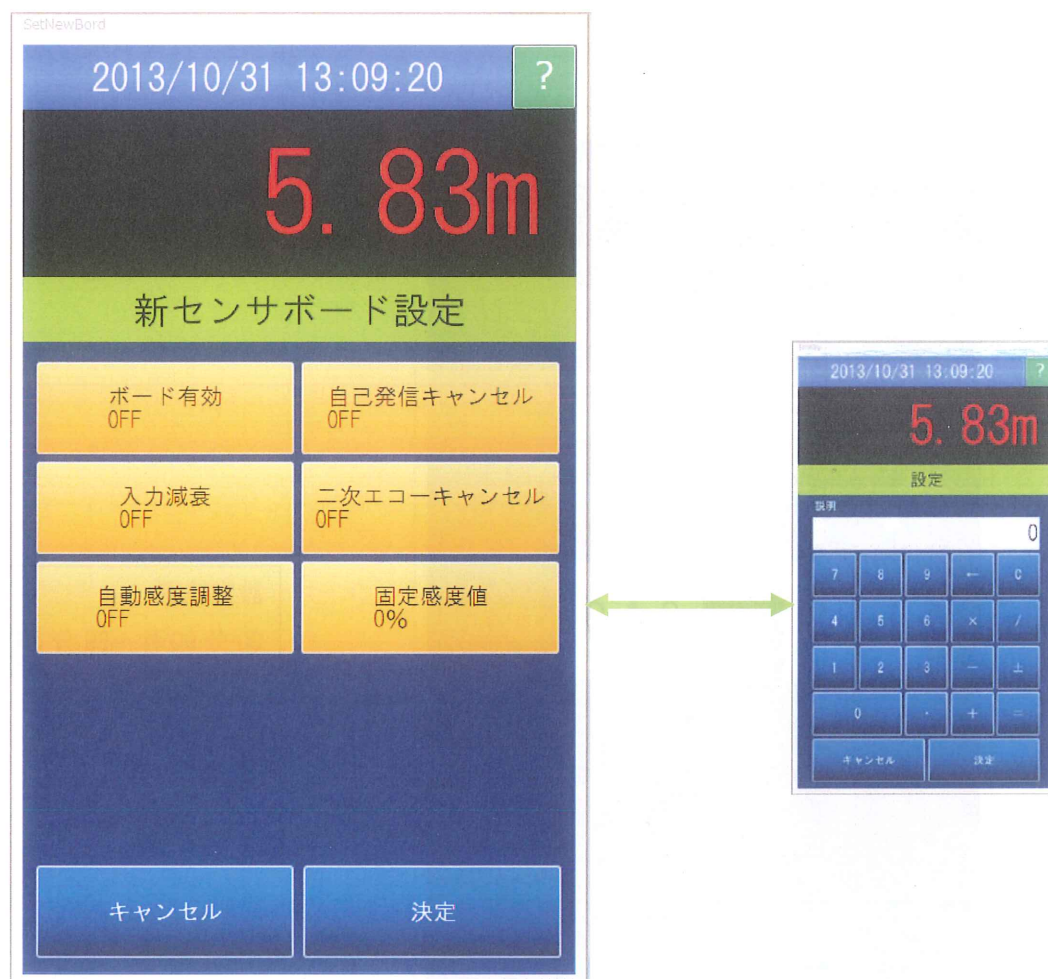 SetNewBord
2013/10/31 13:09:20 ?
5. 83m
新センサボード設定
ボード有効
OFF
自己発信キャンセル
OFF
入力減衰
OFF
二次エコーキャンセル
OFF
自動感度調整
OFF
固定感度値
0%
キャンセル
決定
2013/10/31 13:09:20 ?
5. 83m
設定
説明
0
7 8 9 ← C
4 5 6 × /
1 2 3 － ±
0 ・ ＋ ＝
キャンセル
決定